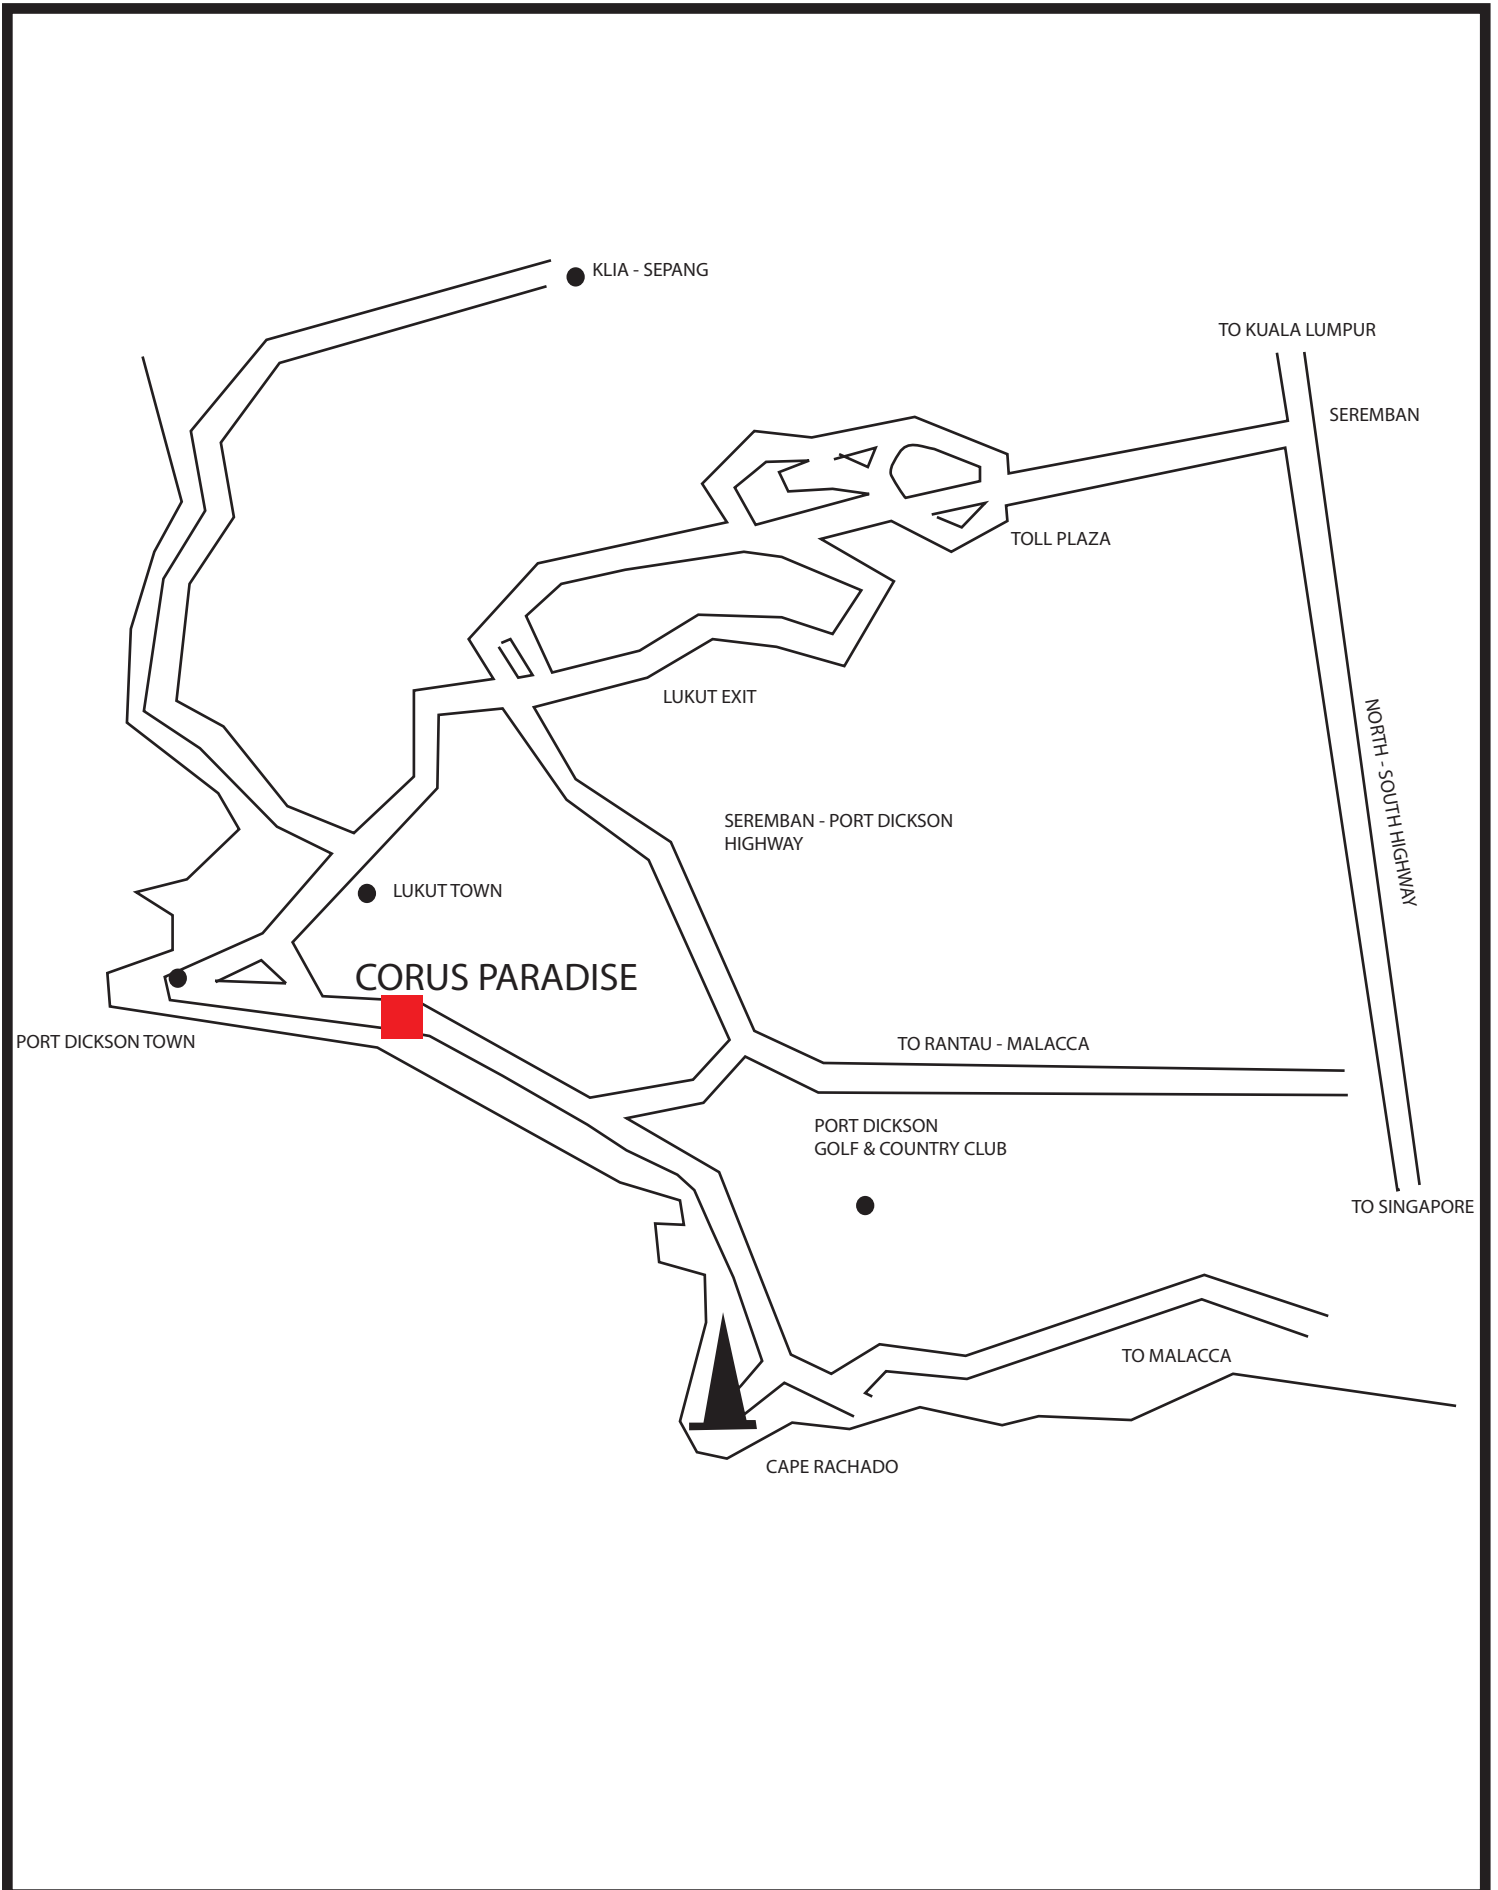 KLIA - SEPANG
TO KUALA LUMPUR
SEREMBAN
TOLL PLAZA
LUKUT EXIT
NORTH - SOUTH HIGHWAY
SEREMBAN - PORT DICKSON
HIGHWAY
LUKUT TOWN
CORUS PARADISE
PORT DICKSON TOWN
TO RANTAU - MALACCA
PORT DICKSON
GOLF & COUNTRY CLUB
TO SINGAPORE
TO MALACCA
CAPE RACHADO